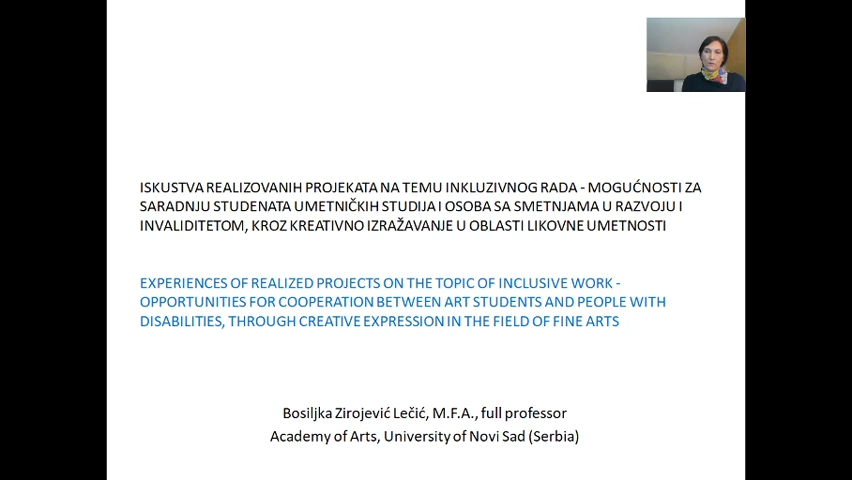 ISKUSTVA REALIZOVANIH PROJEKATA NA TEMU INKLUZIVNOG RADA - MOGUĆNOSTI ZA
SARADNJU STUDENATA UMETNIČKIH STUDIJA I OSOBA SA SMETNJAMA U RAZVOJU I
INVALIDITETOM, KROZ KREATIVNO IZRAŽAVANJE U OBLASTI LIKOVNE UMETNOSTI
EXPERIENCES OF REALIZED PROJECTS ON THE TOPIC OF INCLUSIVE WORK -
OPPORTUNITIES FOR COOPERATION BETWEEN ART STUDENTS AND PEOPLE WITH
DISABILITIES, THROUGH CREATIVE EXPRESSION IN THE FIELD OF FINE ARTS
Bosiljka Zirojević Lečić, M.F.A., full professor
Academy of Arts, University of Novi Sad (Serbia)